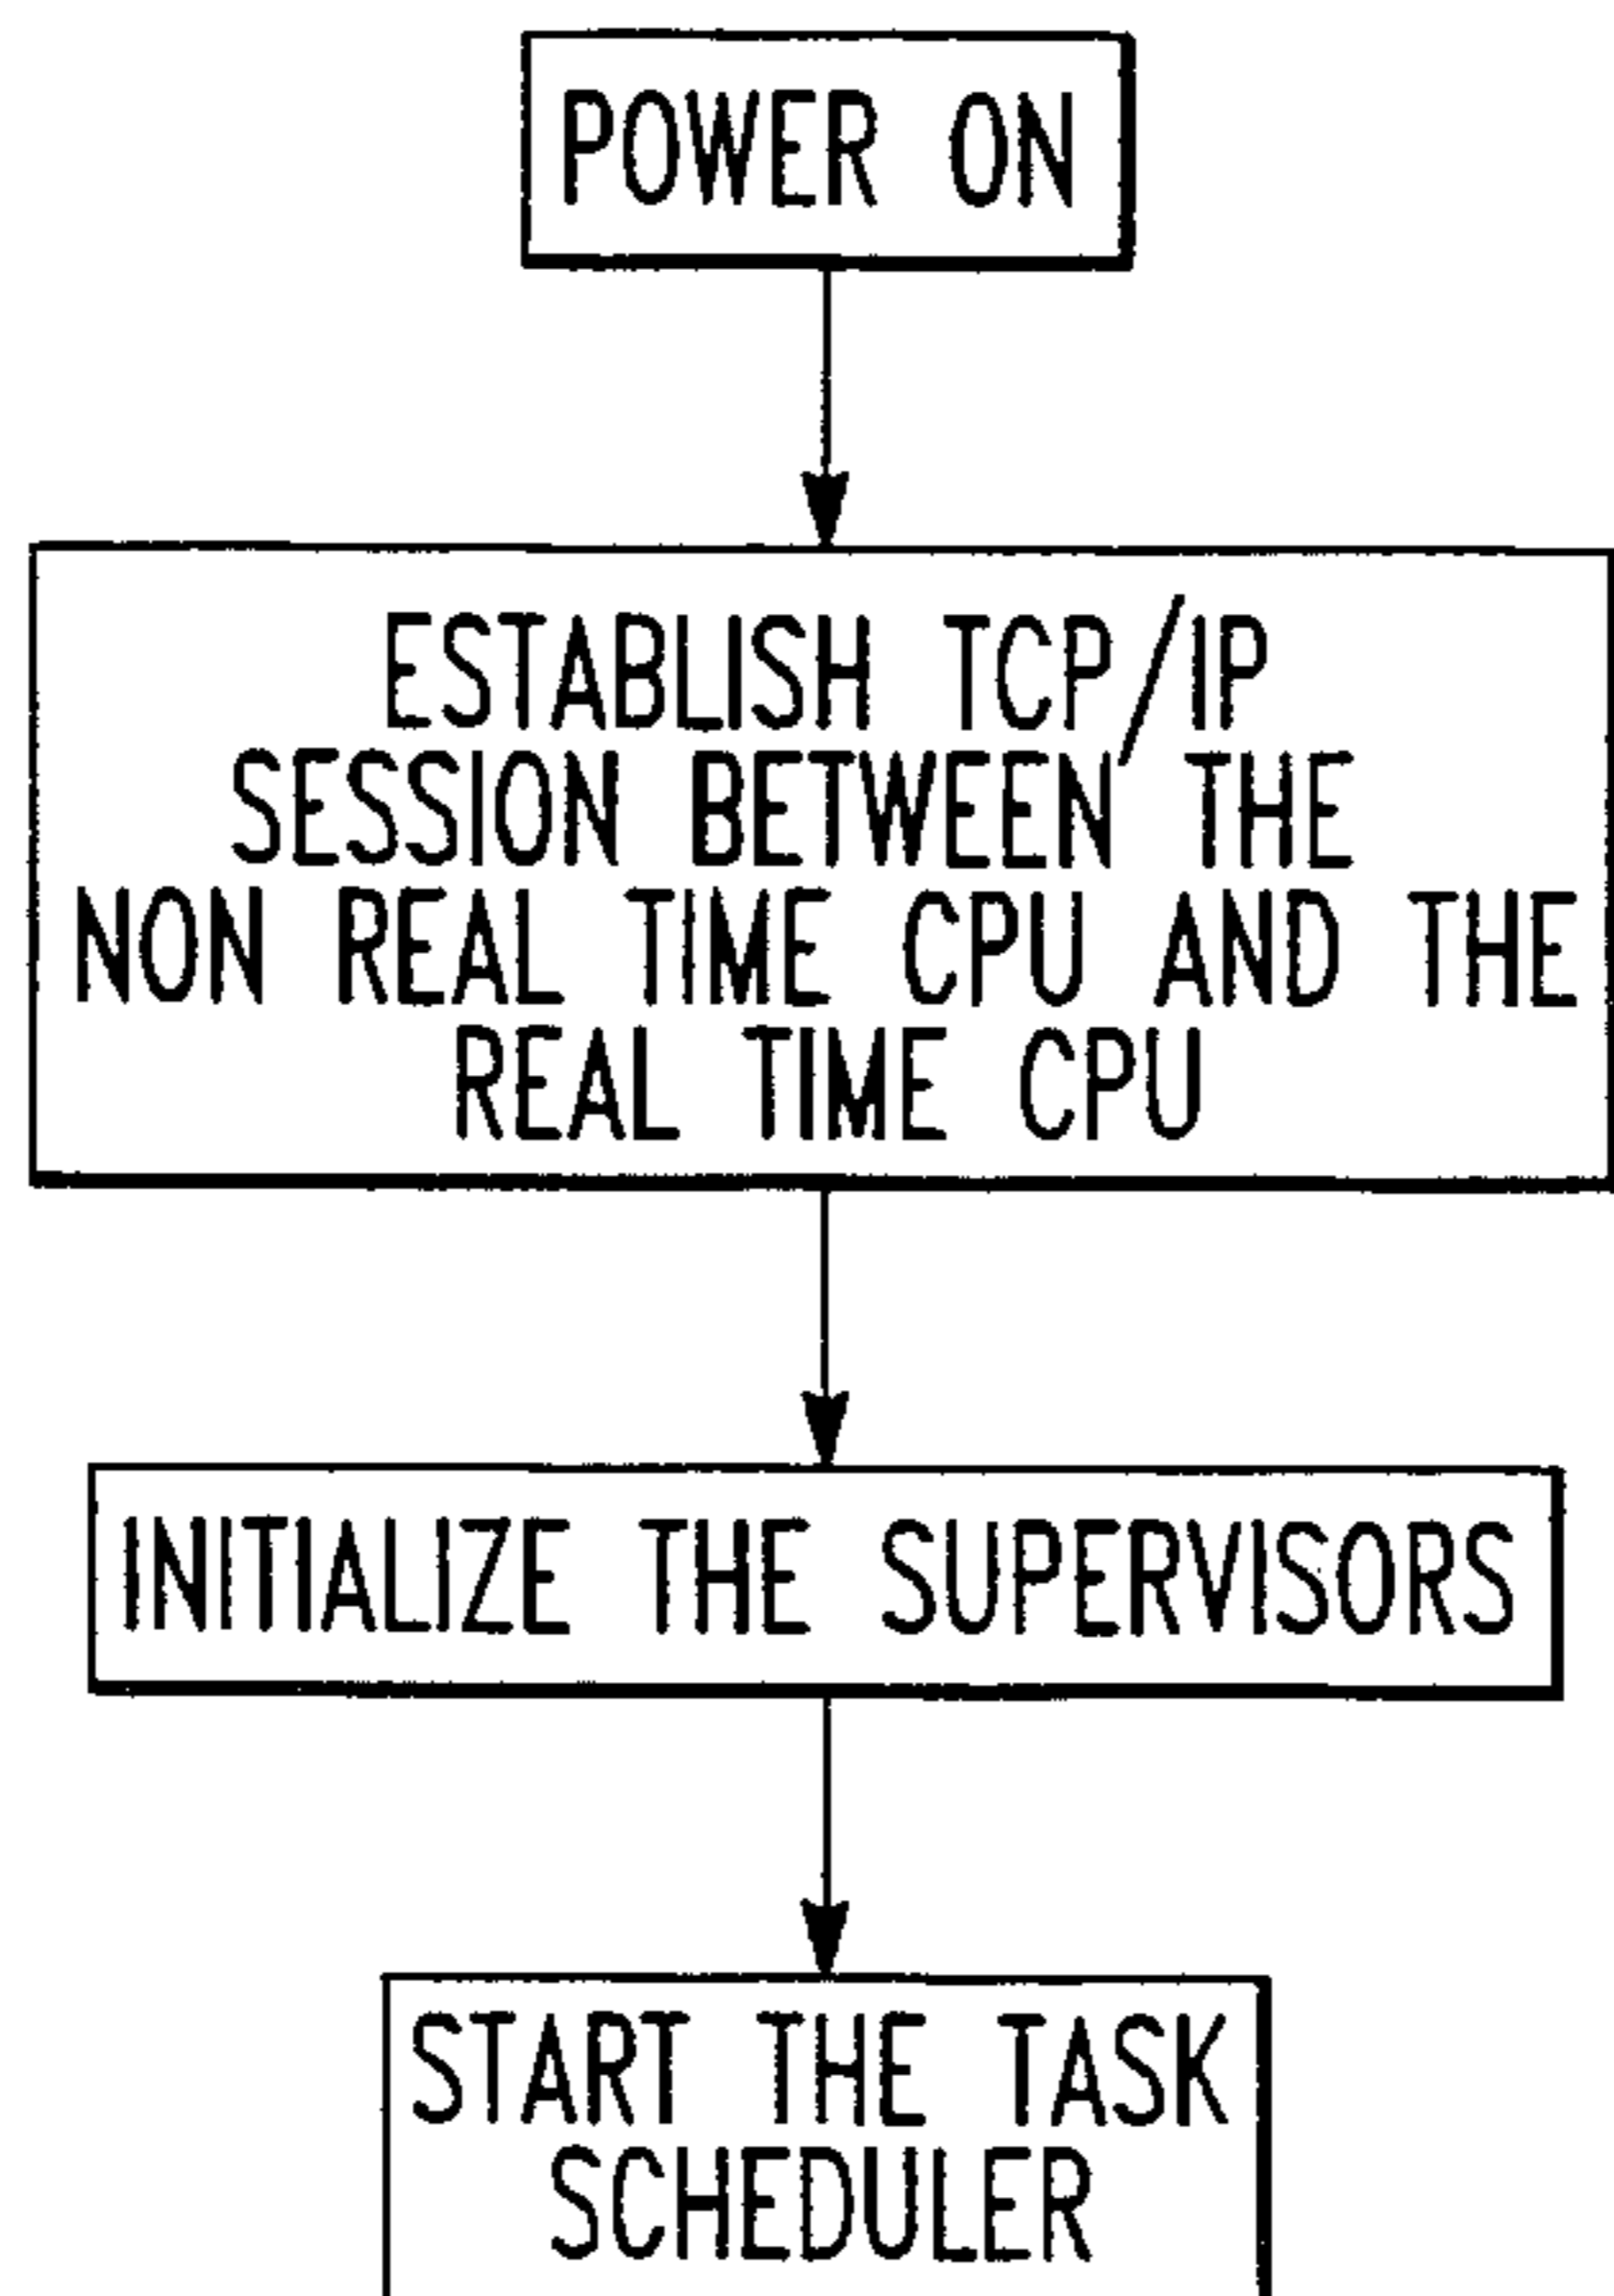 POWER ON
ESTABLISH TCP/IP
SESSION BETWEEN THE
NON REAL TIME CPU AND THE
REAL TIME CPU
INITIALIZE THE SUPERVISORS
START THE TASK
SCHEDULER